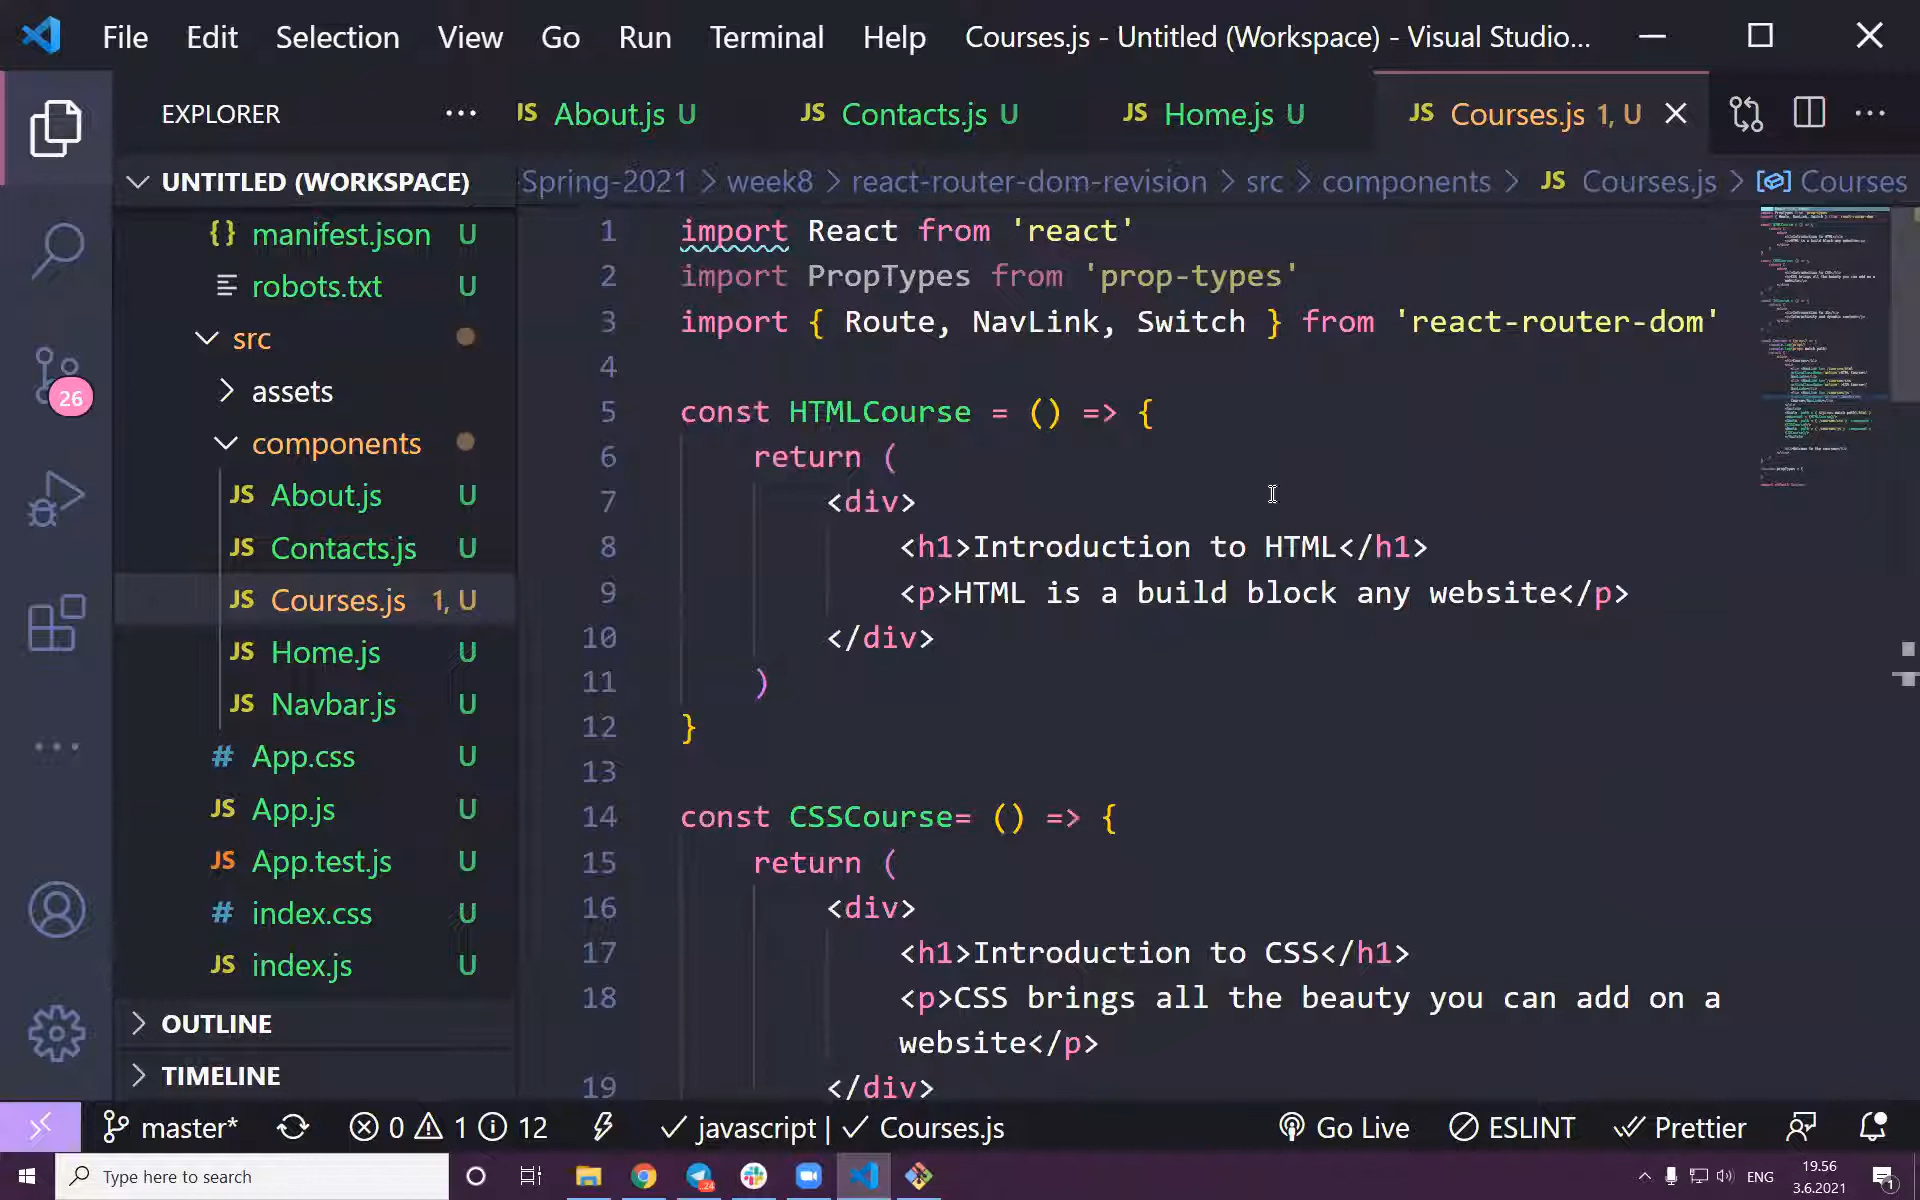 File Edit Selection View Go Run Terminal Help Courses.js - Untitled (Workspace) - Visual Studio...
EXPLORER ...
JS About.js U JS Contacts.js U JS Home.js U JS Courses.js 1, U
UNTITLED (WORKSPACE)
Spring-2021 > week8 > react-router-dom-revision > src > components > JS Courses.js > Courses
{} manifest.json U
robots.txt U
src
assets
components
JS About.js U
JS Contacts.js U
JS Courses.js 1, U
JS Home.js U
JS Navbar.js U
# App.css U
JS App.js U
JS App.test.js U
# index.css U
JS index.js U
OUTLINE
TIMELINE
26
1 import React from 'react'
2 import PropTypes from 'prop-types'
3 import { Route, NavLink, Switch } from 'react-router-dom'
4
5 const HTMLCourse = () => {
6 return (
7 <div>
8 <h1>Introduction to HTML</h1>
9 <p>HTML is a build block any website</p>
10 </div>
11 )
12 }
13
14 const CSSCourse= () => {
15 return (
16 <div>
17 <h1>Introduction to CSS</h1>
18 <p>CSS brings all the beauty you can add on a
website</p>
19 </div>
master* 0 1 12 javascript | Courses.js Go Live ESLINT Prettier
Type here to search 24 ENG 19.56
3.6.2021 1